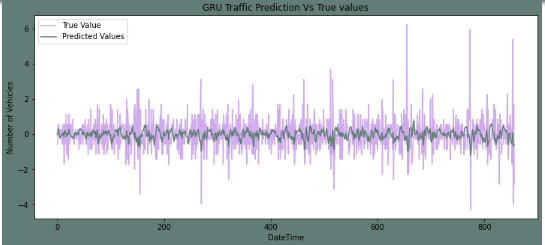 GRU Traffic Prediction Vs True values
True Value
Predicted Values
Number of Vehicles
6
4
2
0
−2
−4
0
200
400
600
800
DateTime